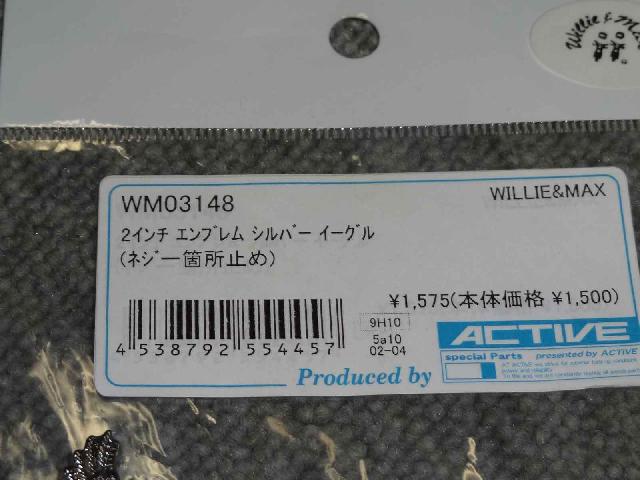 Willie & Max
WM03148
WILLIE&MAX
2インチ エンブレム シルバー イーグル
(ネジ一箇所止め)
¥1,575(本体価格 ¥1,500)
9H10
5a10
02-04
4 538792 554457
ACTIVE
special Parts presented by ACTIVE
Produced by